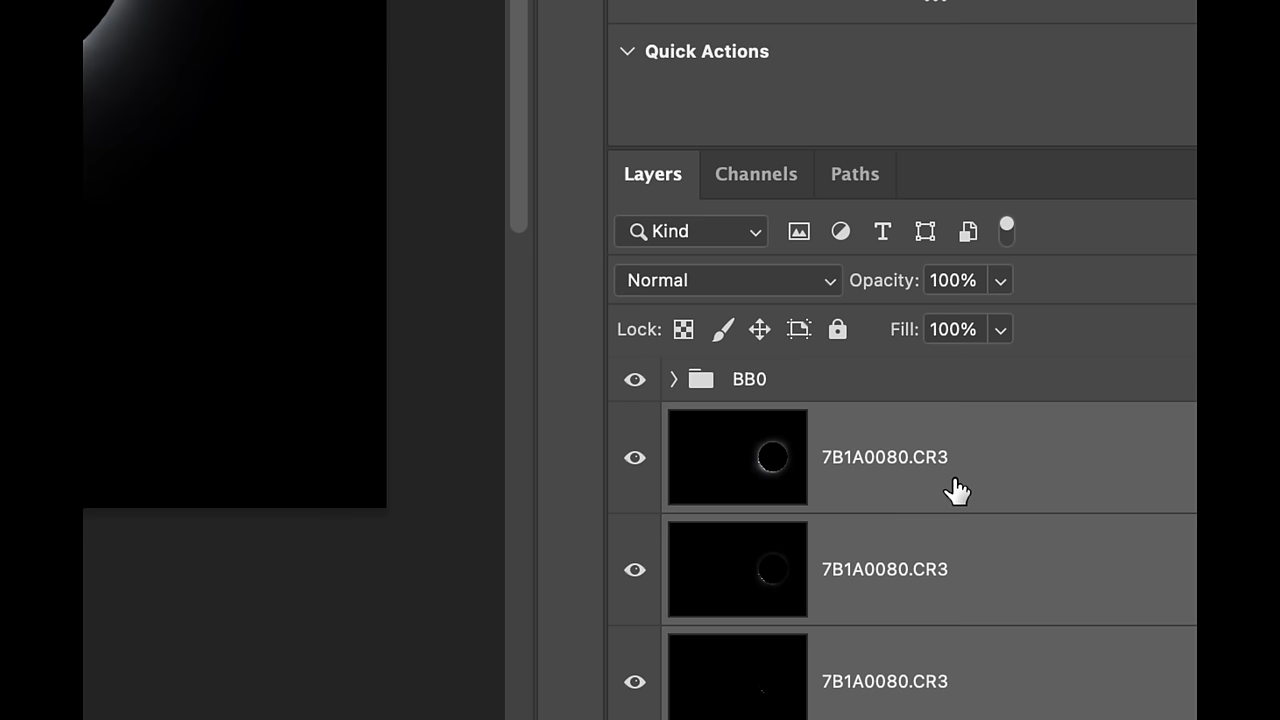 Quick Actions
Layers Channels Paths
Kind
Normal Opacity: 100%
Lock: Fill: 100%
BB0
7B1A0080.CR3
7B1A0080.CR3
7B1A0080.CR3